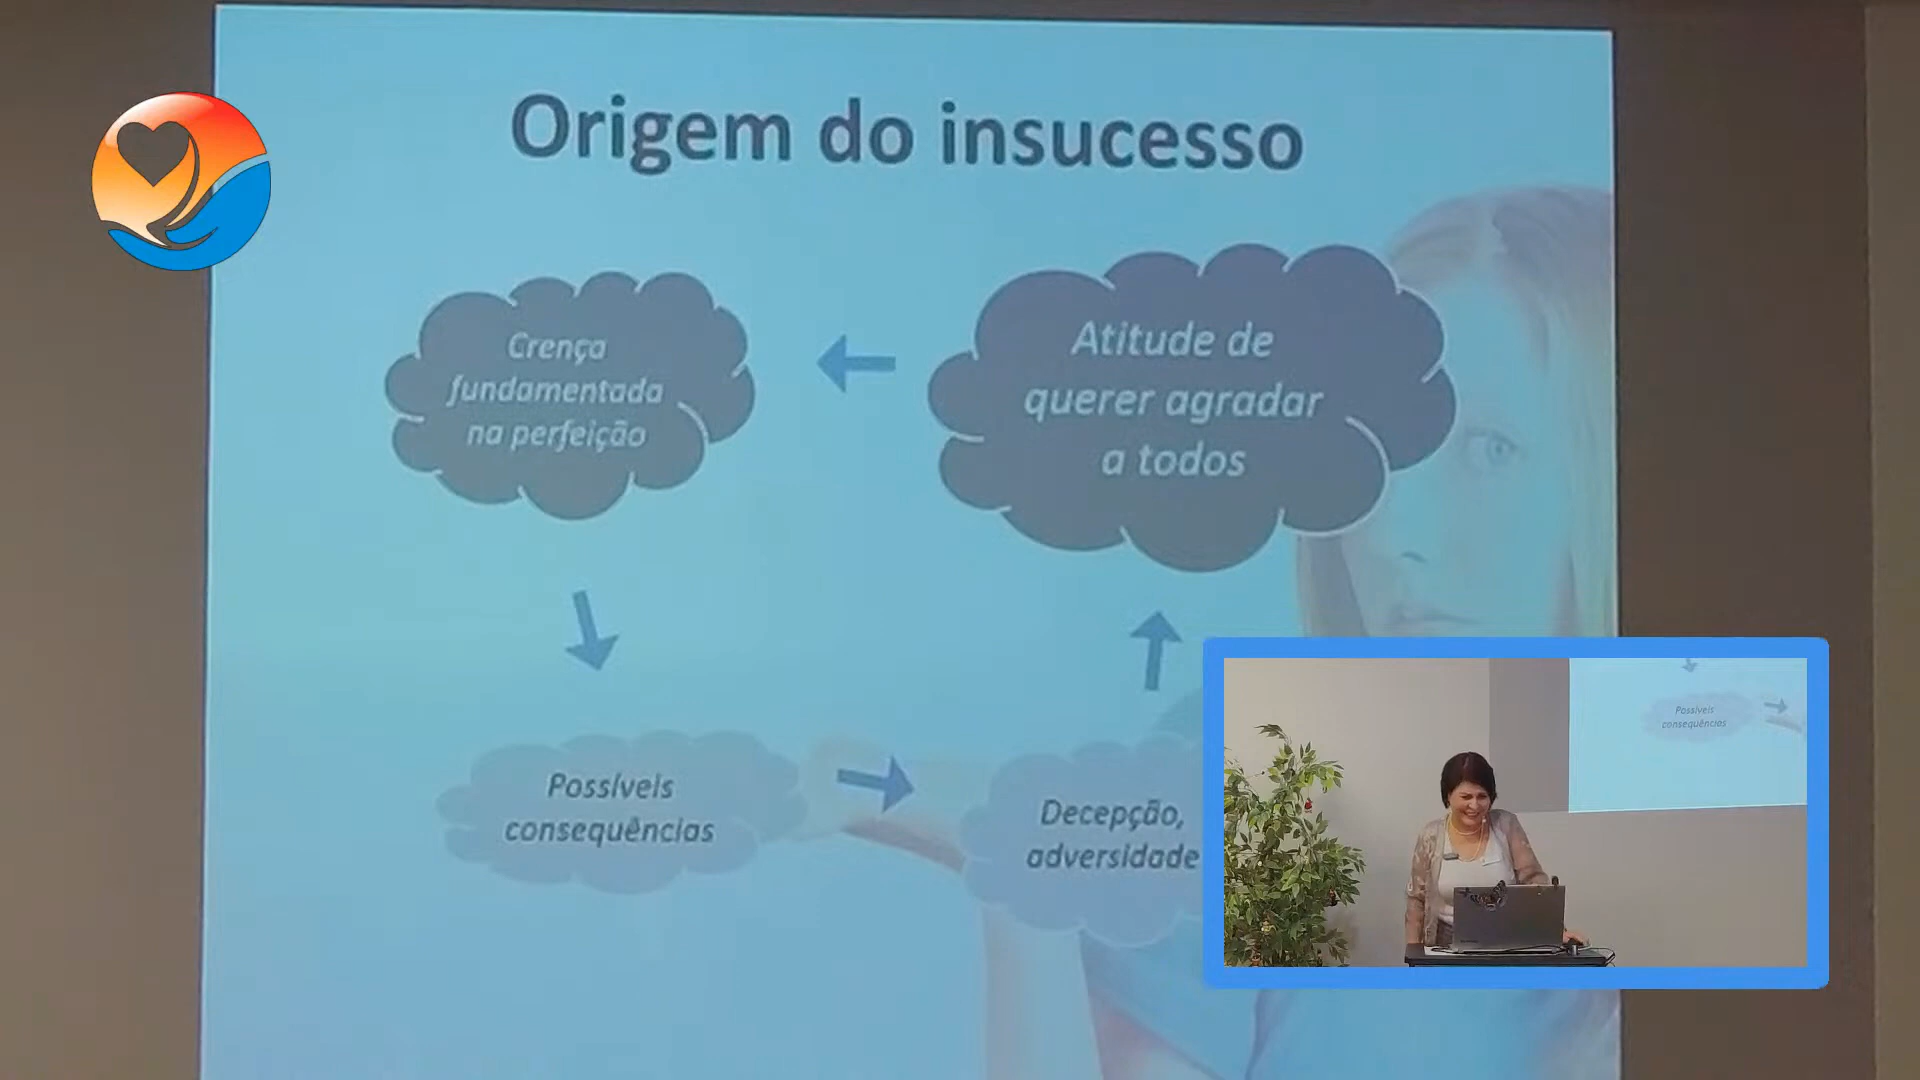 Origem do insucesso
Crença
fundamentada
na perfeição
Atitude de
querer agradar
a todos
Possíveis
consequências
Decepção,
adversidade
Possíveis
consequências